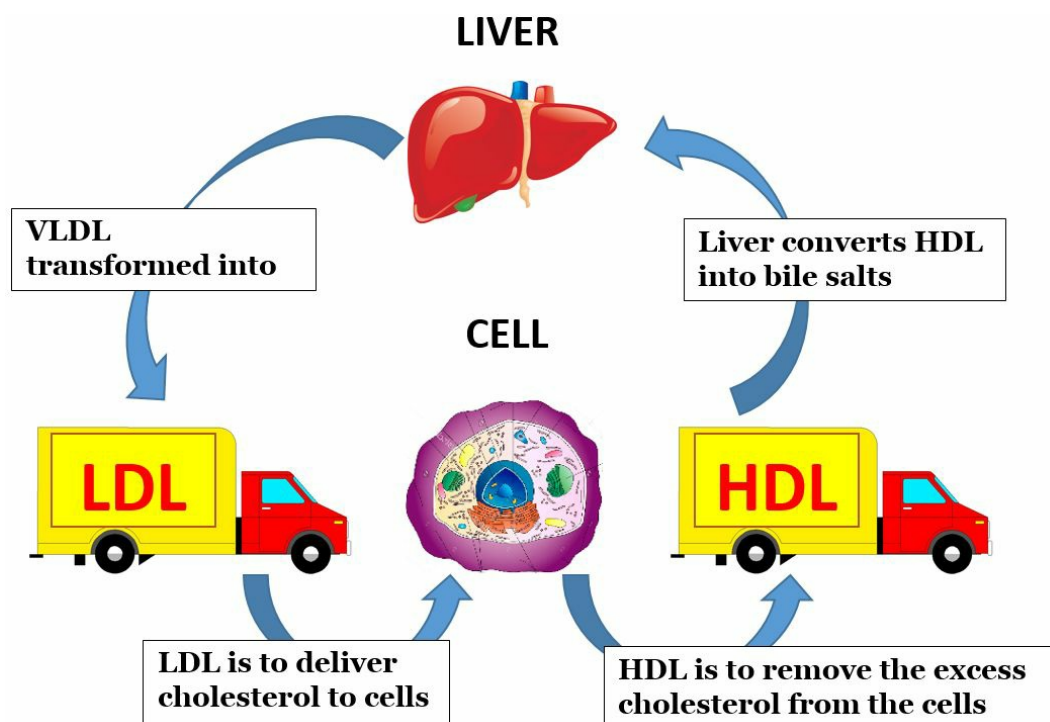 LIVER
VLDL
transformed into
Liver converts HDL
into bile salts
CELL
LDL
HDL
LDL is to deliver
cholesterol to cells
HDL is to remove the excess
cholesterol from the cells